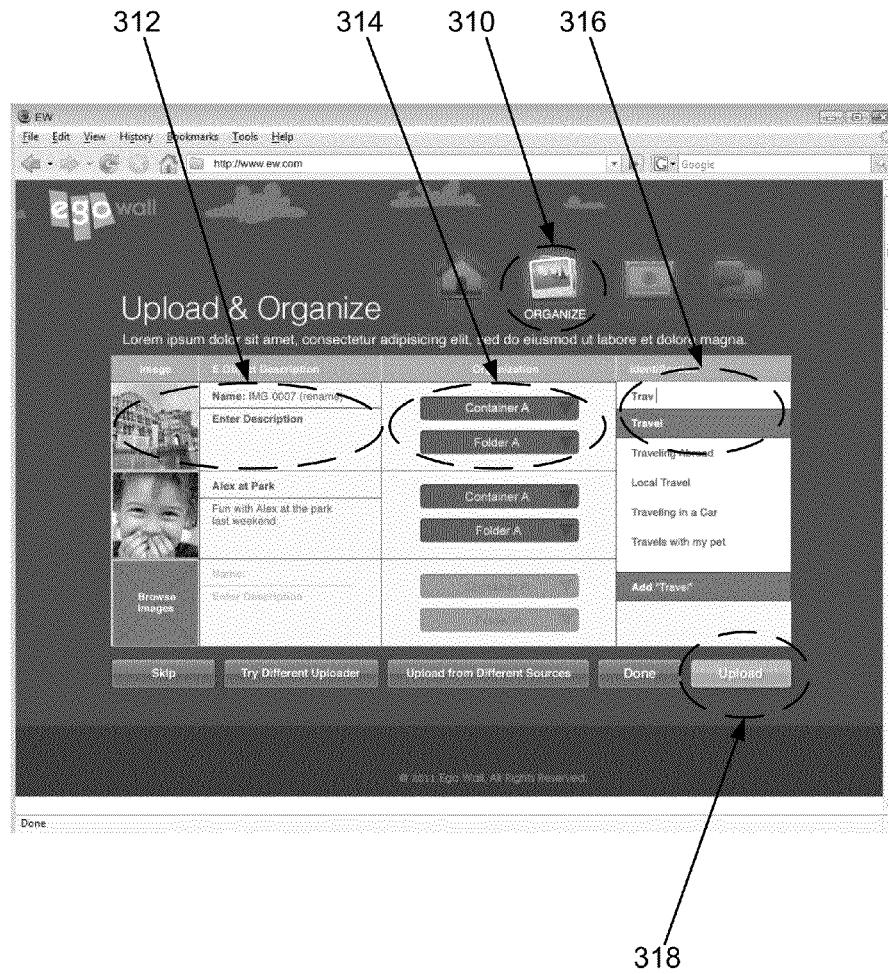 312 314 310 316
EW
File Edit View History Bookmarks Tools Help
http://www.ew.com
G Google
ego wall
Upload & Organize
ORGANIZE
Lorem ipsum dolor sit amet, consectetur adipisicing elit, sed do eiusmod ut labore et dolore magna.
Image Description
Name: IMG 0007 (rename)
Enter Description
Container A
Folder A
Trav
Travel
Traveling Abroad
Local Travel
Traveling in a Car
Travels with my pet
Add "Travel"
Alex at Park
Fun with Alex at the park
last weekend
Container A
Folder A
Browse
Images
Name:
Enter Description
Skip Try Different Uploader Upload from Different Sources Done Upload
© 2011 Ego Wall. All Rights Reserved.
Done
318